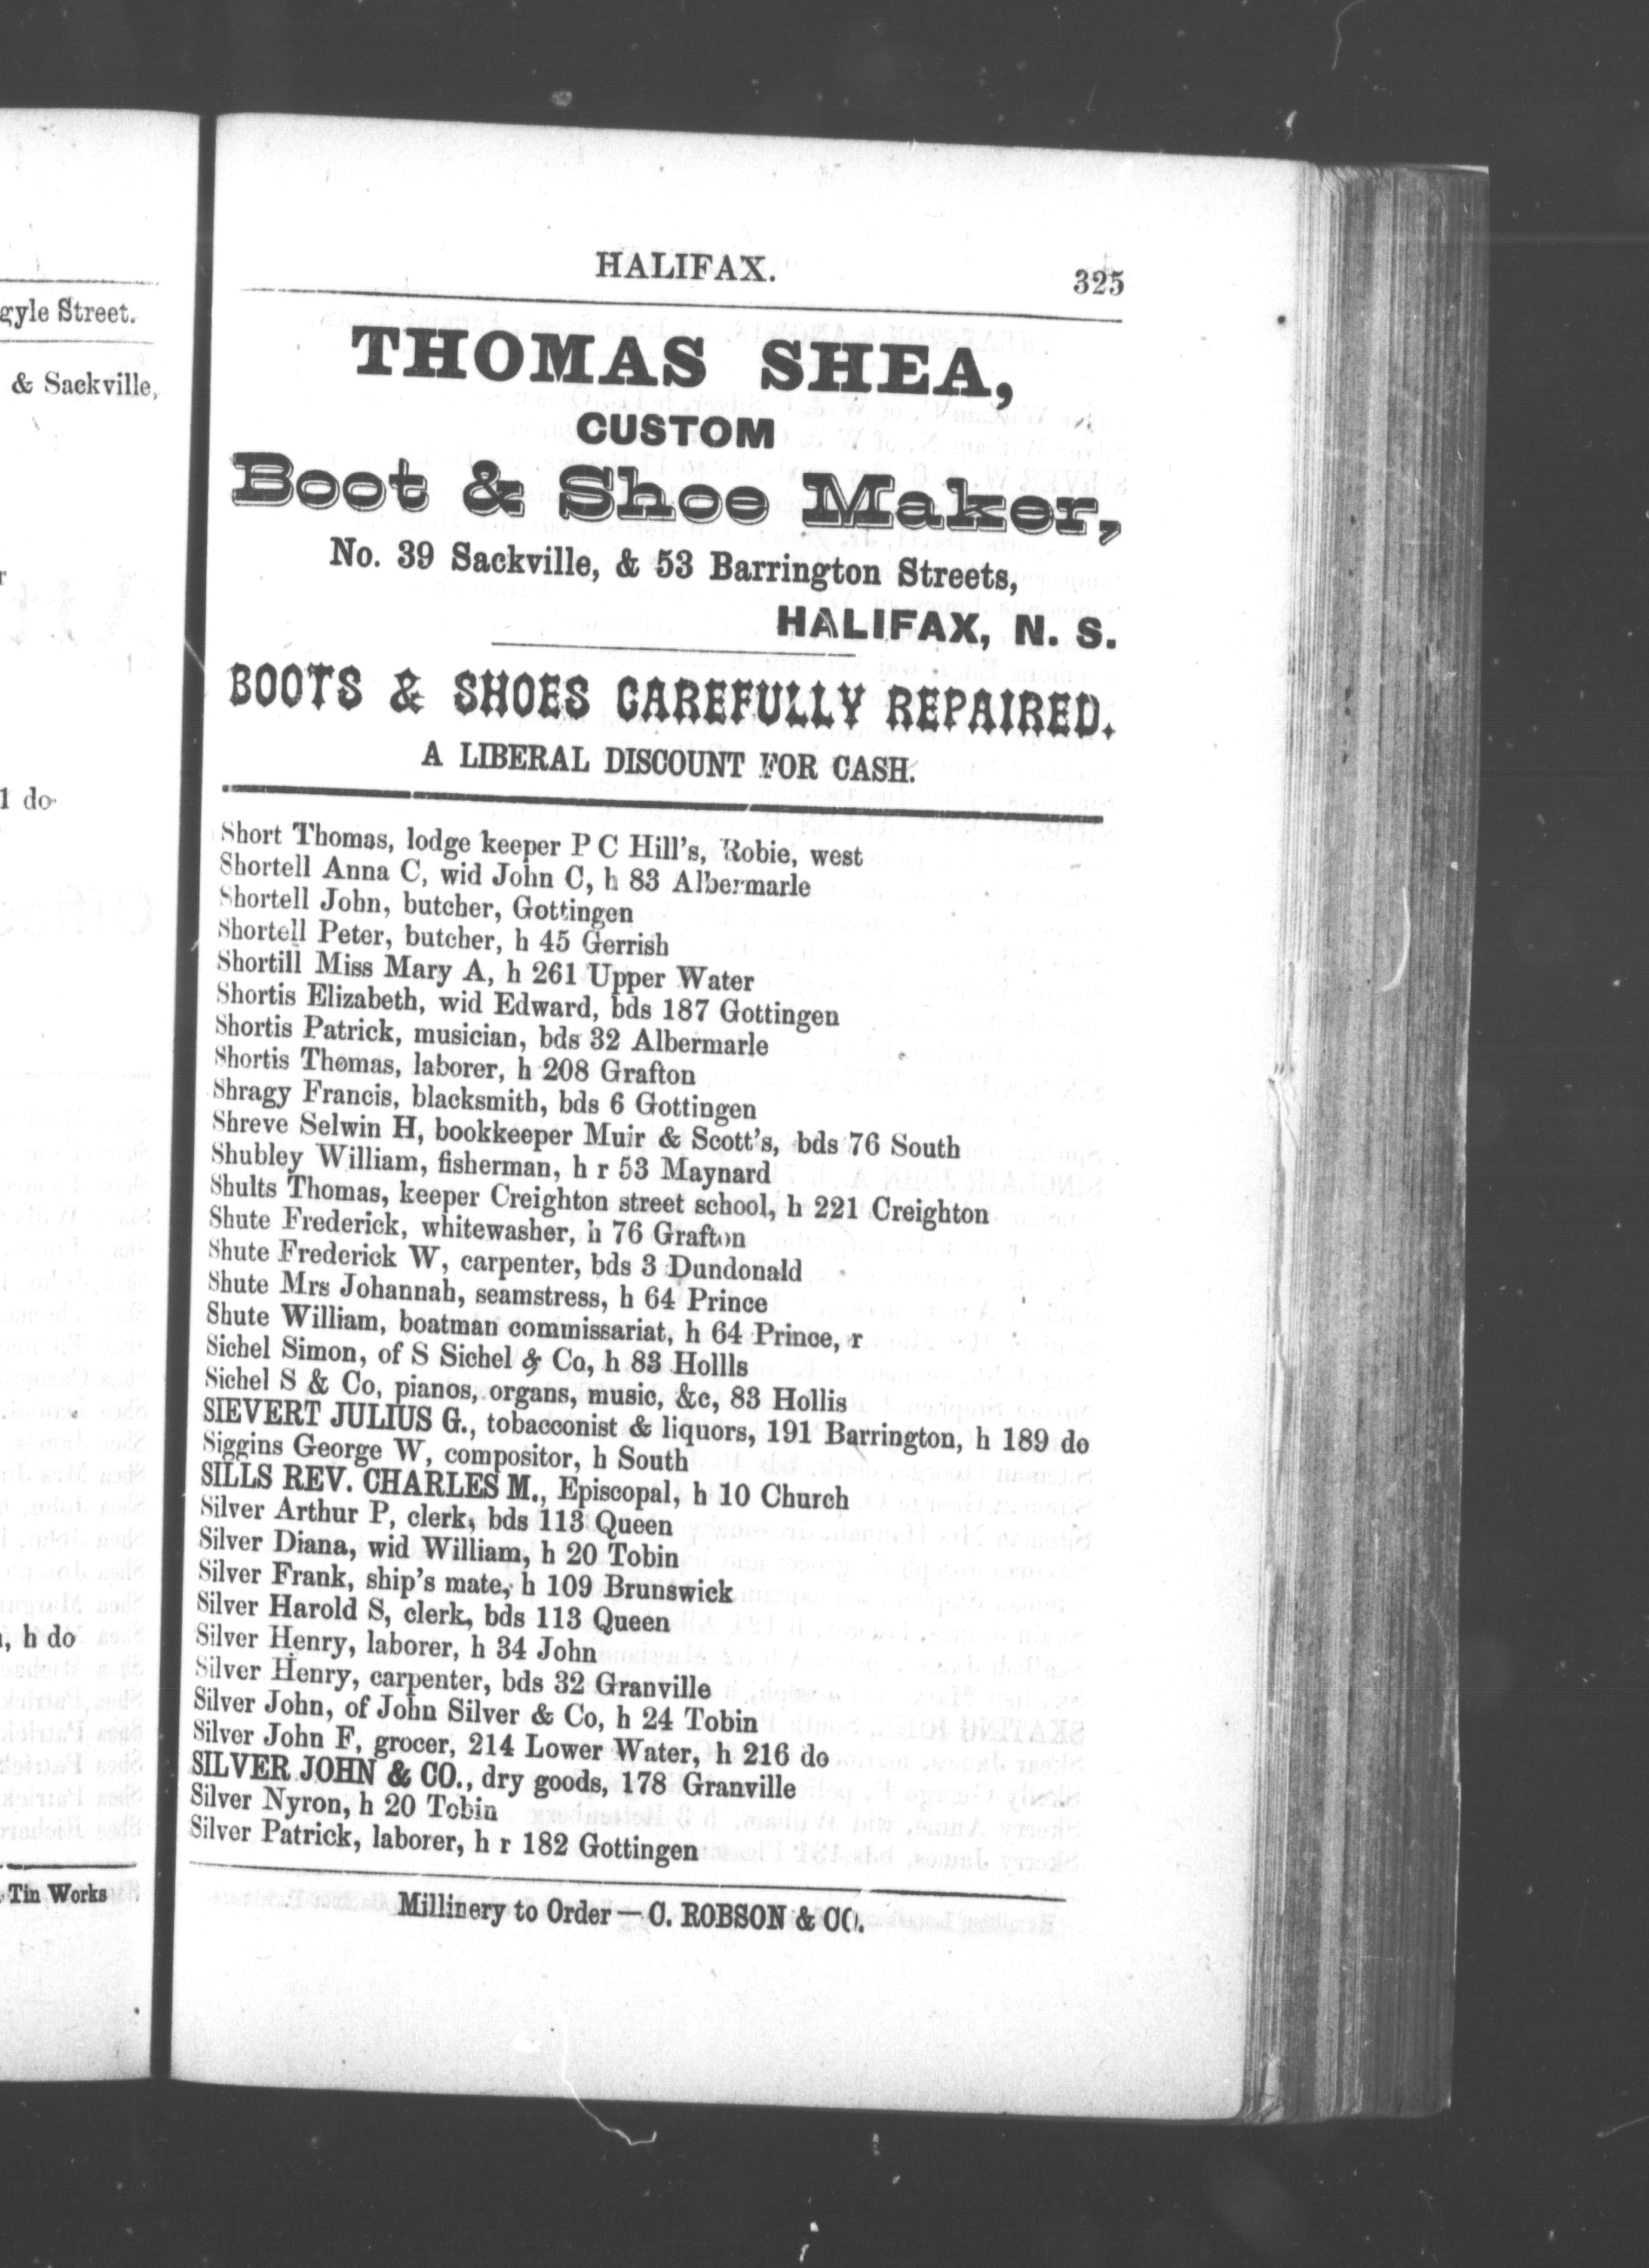 gyle Street.
& Sackville,
1 do
h do
Tin Works
HALIFAX.
325
THOMAS SHEA,
CUSTOM
Boot & Shoe Maker,
No. 39 Sackville, & 53 Barrington Streets,
HALIFAX, N. S.
BOOTS & SHOES CAREFULLY REPAIRED.
A LIBERAL DISCOUNT FOR CASH.
Short Thomas, lodge keeper P C Hill's, Robie, west
Shortell Anna C, wid John C, h 83 Albermarle
Shortell John, butcher, Gottingen
Shortell Peter, butcher, h 45 Gerrish
Shortill Miss Mary A, h 261 Upper Water
Shortis Elizabeth, wid Edward, bds 187 Gottingen
Shortis Patrick, musician, bds 32 Albermarle
Shortis Thomas, laborer, h 208 Grafton
Shragy Francis, blacksmith, bds 6 Gottingen
Shreve Selwin H, bookkeeper Muir & Scott's, bds 76 South
Shubley William, fisherman, h r 53 Maynard
Shults Thomas, keeper Creighton street school, h 221 Creighton
Shute Frederick, whitewasher, h 76 Grafton
Shute Frederick W, carpenter, bds 3 Dundonald
Shute Mrs Johannah, seamstress, h 64 Prince
Shute William, boatman commissariat, h 64 Prince, r
Sichel Simon, of S Sichel & Co, h 83 Hollls
Sichel S & Co, pianos, organs, music, &c, 83 Hollis
SIEVERT JULIUS G., tobacconist & liquors, 191 Barrington, h 189 do
Siggins George W, compositor, h South
SILLS REV. CHARLES M., Episcopal, h 10 Church
Silver Arthur P, clerk, bds 113 Queen
Silver Diana, wid William, h 20 Tobin
Silver Frank, ship's mate, h 109 Brunswick
Silver Harold S, clerk, bds 113 Queen
Silver Henry, laborer, h 34 John
Silver Henry, carpenter, bds 32 Granville
Silver John, of John Silver & Co, h 24 Tobin
Silver John F, grocer, 214 Lower Water, h 216 do
SILVER JOHN & CO., dry goods, 178 Granville
Silver Nyron, h 20 Tobin
Silver Patrick, laborer, h r 182 Gottingen
Millinery to Order—C. ROBSON & CO.